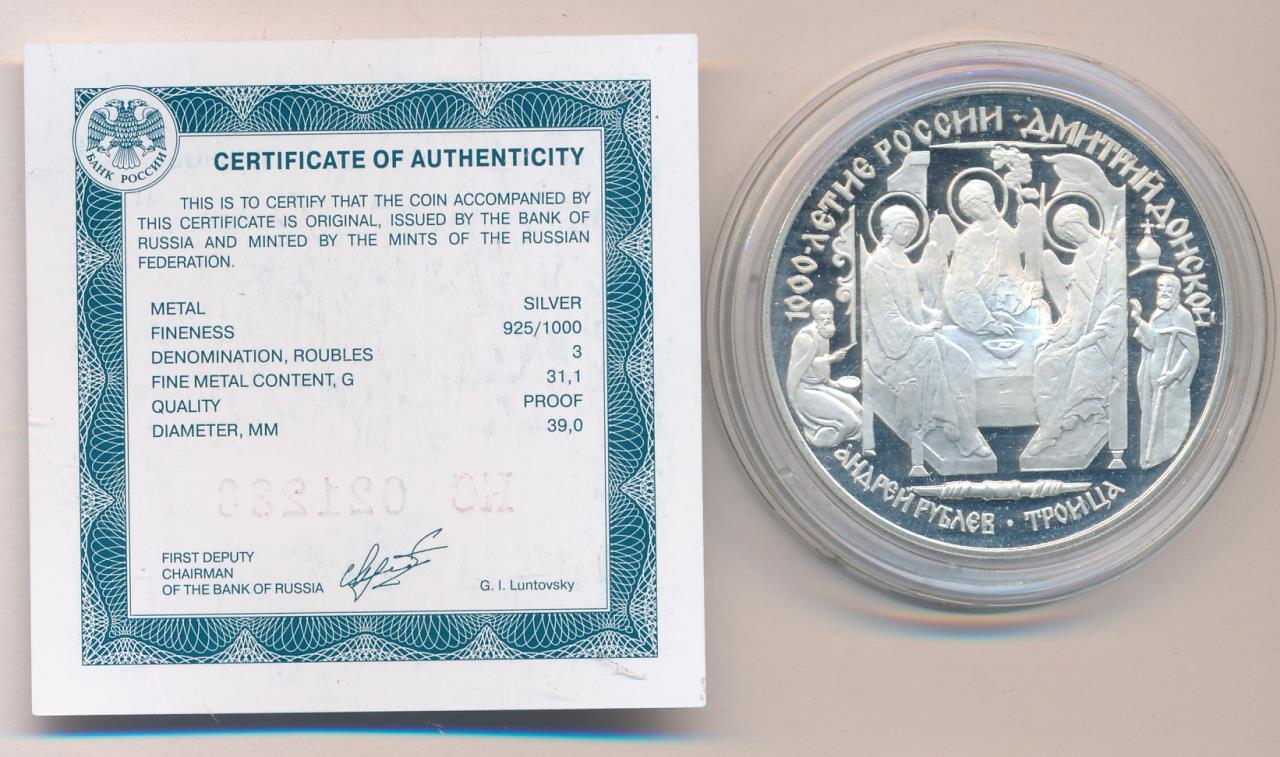 БАНК РОССИИ
CERTIFICATE OF AUTHENTICITY
THIS IS TO CERTIFY THAT THE COIN ACCOMPANIED BY
THIS CERTIFICATE IS ORIGINAL, ISSUED BY THE BANK OF
RUSSIA AND MINTED BY THE MINTS OF THE RUSSIAN
FEDERATION.
METAL SILVER
FINENESS 925/1000
DENOMINATION, ROUBLES 3
FINE METAL CONTENT, G 31,1
QUALITY PROOF
DIAMETER, MM 39,0
FIRST DEPUTY
CHAIRMAN
OF THE BANK OF RUSSIA
G. I. Luntovsky
1000-ЛЕТИЕ РОССИИ · ДМИТРИЙ ДОНСКОЙ
АНДРЕЙ РУБЛЕВ · ТРОИЦА